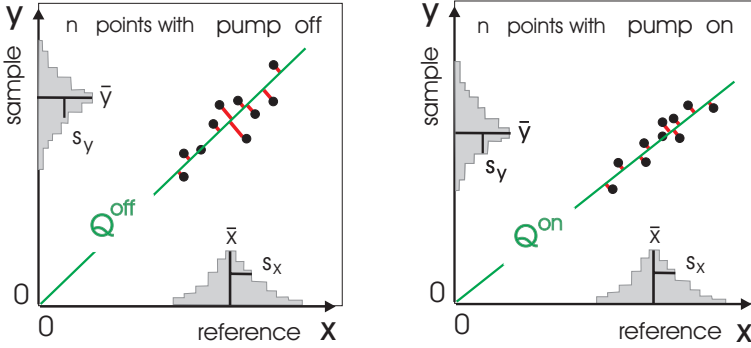 y
n points with pump off
sample
ȳ
s_y
Q^off
x̄
s_x
0
0
reference x
y
n points with pump on
sample
ȳ
s_y
Q^on
x̄
s_x
0
0
reference x